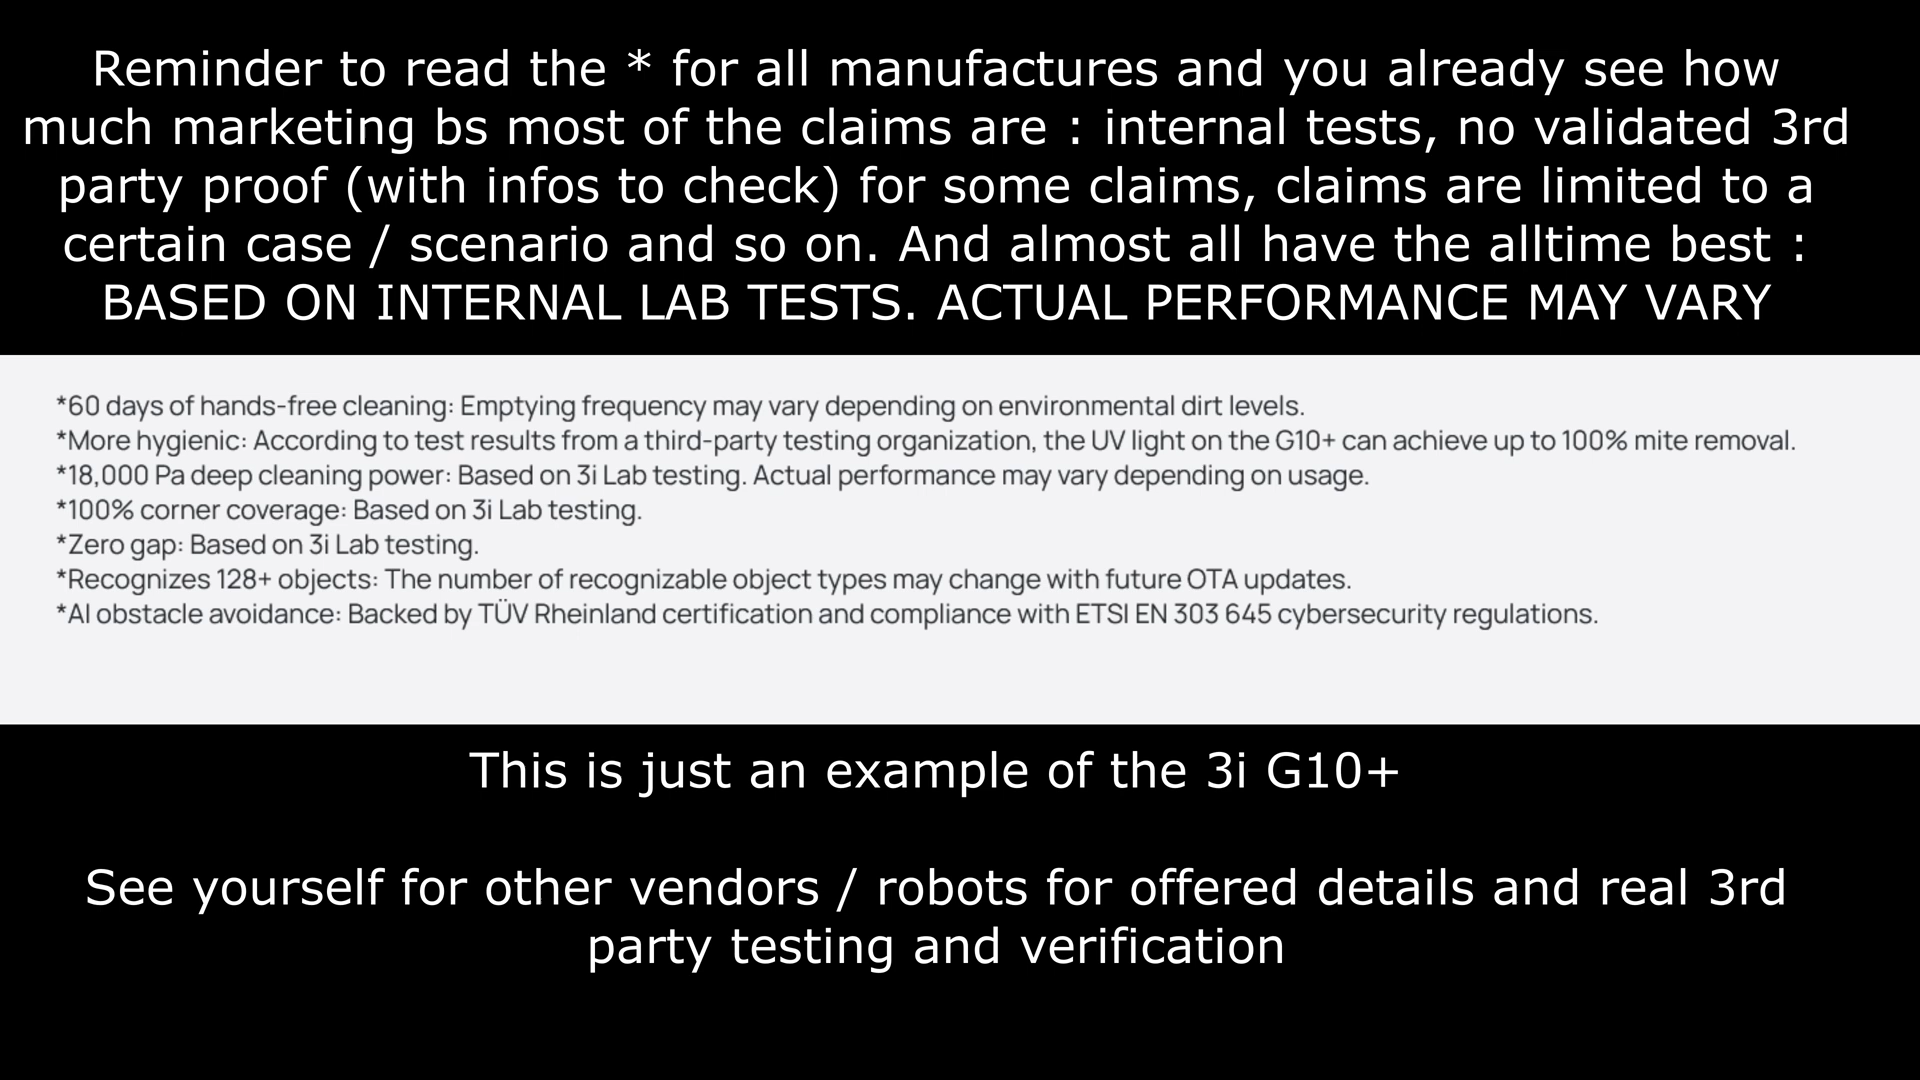 Reminder to read the * for all manufactures and you already see how
much marketing bs most of the claims are : internal tests, no validated 3rd
party proof (with infos to check) for some claims, claims are limited to a
certain case / scenario and so on. And almost all have the alltime best :
BASED ON INTERNAL LAB TESTS. ACTUAL PERFORMANCE MAY VARY
*60 days of hands-free cleaning: Emptying frequency may vary depending on environmental dirt levels.
*More hygienic: According to test results from a third-party testing organization, the UV light on the G10+ can achieve up to 100% mite removal.
*18,000 Pa deep cleaning power: Based on 3i Lab testing. Actual performance may vary depending on usage.
*100% corner coverage: Based on 3i Lab testing.
*Zero gap: Based on 3i Lab testing.
*Recognizes 128+ objects: The number of recognizable object types may change with future OTA updates.
*AI obstacle avoidance: Backed by TÜV Rheinland certification and compliance with ETSI EN 303 645 cybersecurity regulations.
This is just an example of the 3i G10+
See yourself for other vendors / robots for offered details and real 3rd
party testing and verification